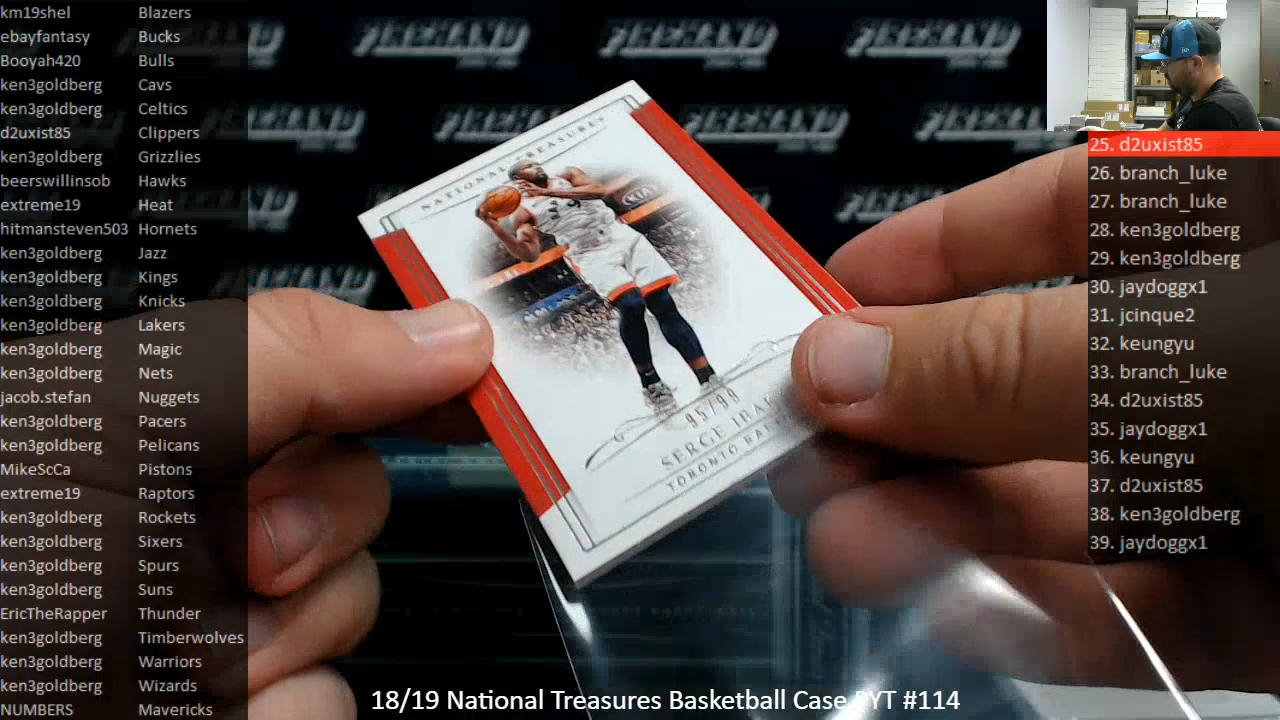 km19shel Blazers
ebayfantasy Bucks
Booyah420 Bulls
ken3goldberg Cavs
ken3goldberg Celtics
d2uxist85 Clippers
ken3goldberg Grizzlies
beerswillinsob Hawks
extreme19 Heat
hitmansteven503 Hornets
ken3goldberg Jazz
ken3goldberg Kings
ken3goldberg Knicks
ken3goldberg Lakers
ken3goldberg Magic
ken3goldberg Nets
jacob.stefan Nuggets
ken3goldberg Pacers
ken3goldberg Pelicans
MikeScCa Pistons
extreme19 Raptors
ken3goldberg Rockets
ken3goldberg Sixers
ken3goldberg Spurs
ken3goldberg Suns
EricTheRapper Thunder
ken3goldberg Timberwolves
ken3goldberg Warriors
ken3goldberg Wizards
NUMBERS Mavericks
NATIONAL TREASURES
KIA
95/99
SERGE
TORONTO
25. d2uxist85
26. branch_luke
27. branch_luke
28. ken3goldberg
29. ken3goldberg
30. jaydoggx1
31. jcinque2
32. keungyu
33. branch_luke
34. d2uxist85
35. jaydoggx1
36. keungyu
37. d2uxist85
38. ken3goldberg
39. jaydoggx1
18/19 National Treasures Basketball Case PYT #114